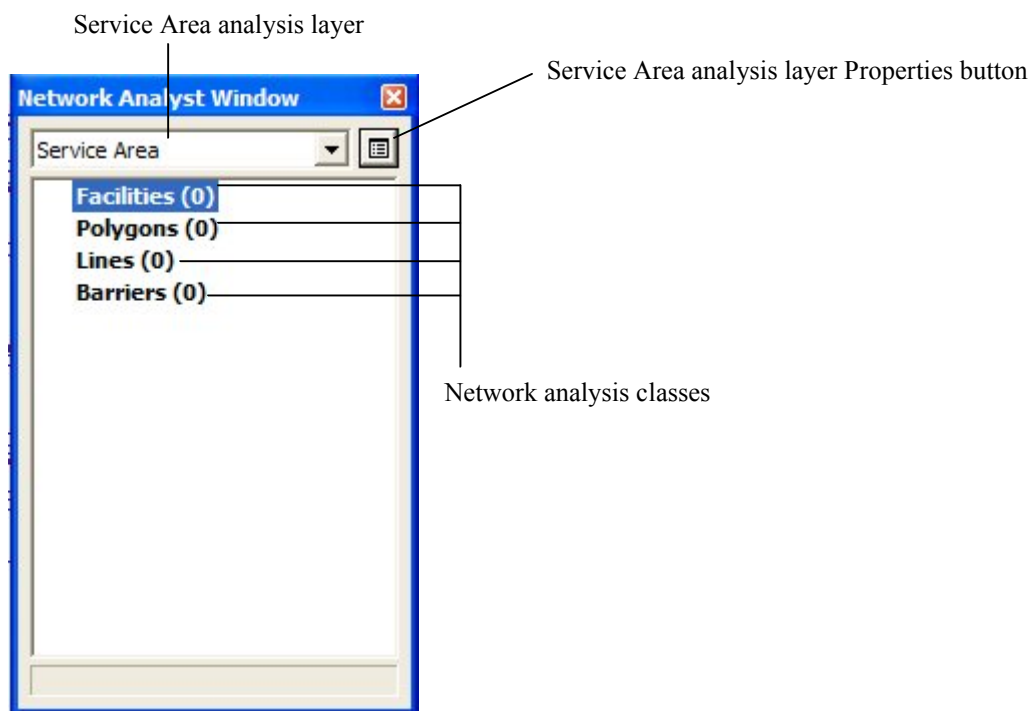 Service Area analysis layer
Service Area analysis layer Properties button
Network Analyst Window
Service Area
Facilities (0)
Polygons (0)
Lines (0)
Barriers (0)
Network analysis classes